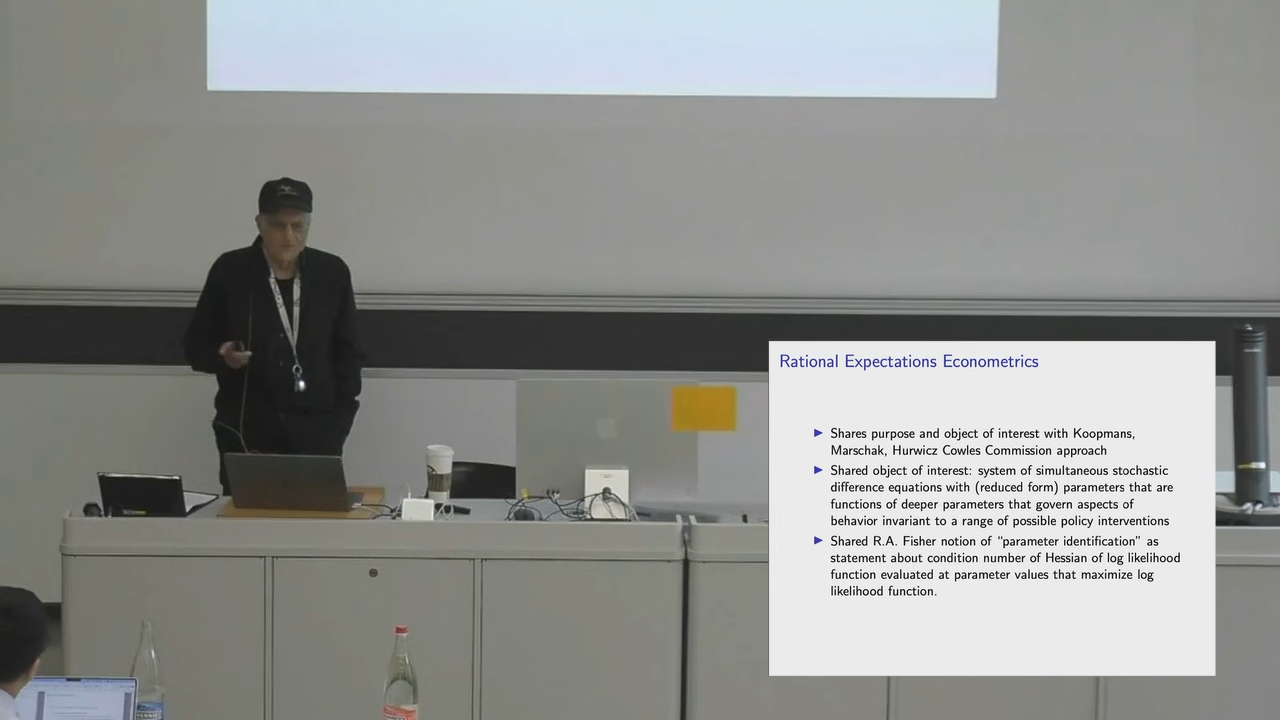 Rational Expectations Econometrics
Shares purpose and object of interest with Koopmans,
Marschak, Hurwicz Cowles Commission approach
Shared object of interest: system of simultaneous stochastic
difference equations with (reduced form) parameters that are
functions of deeper parameters that govern aspects of
behavior invariant to a range of possible policy interventions
Shared R.A. Fisher notion of “parameter identification” as
statement about condition number of Hessian of log likelihood
function evaluated at parameter values that maximize log
likelihood function.